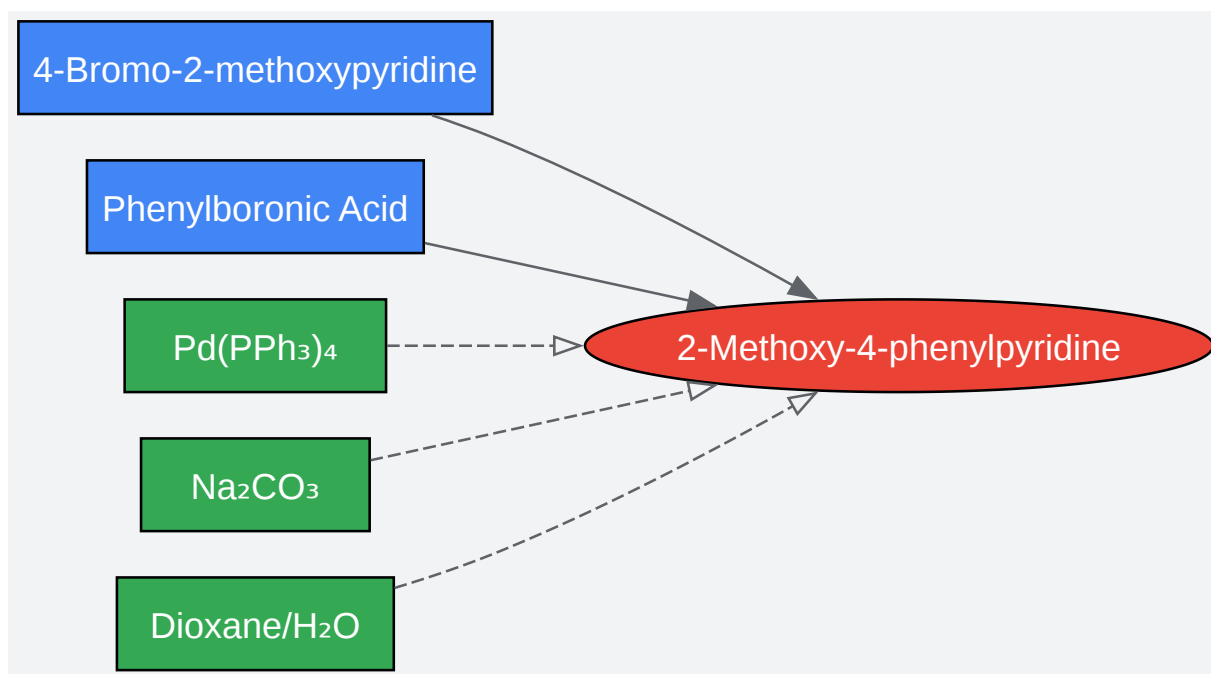 4-Bromo-2-methoxypyridine
Phenylboronic Acid
Pd(PPh₃)₄
2-Methoxy-4-phenylpyridine
Na₂CO₃
Dioxane/H₂O